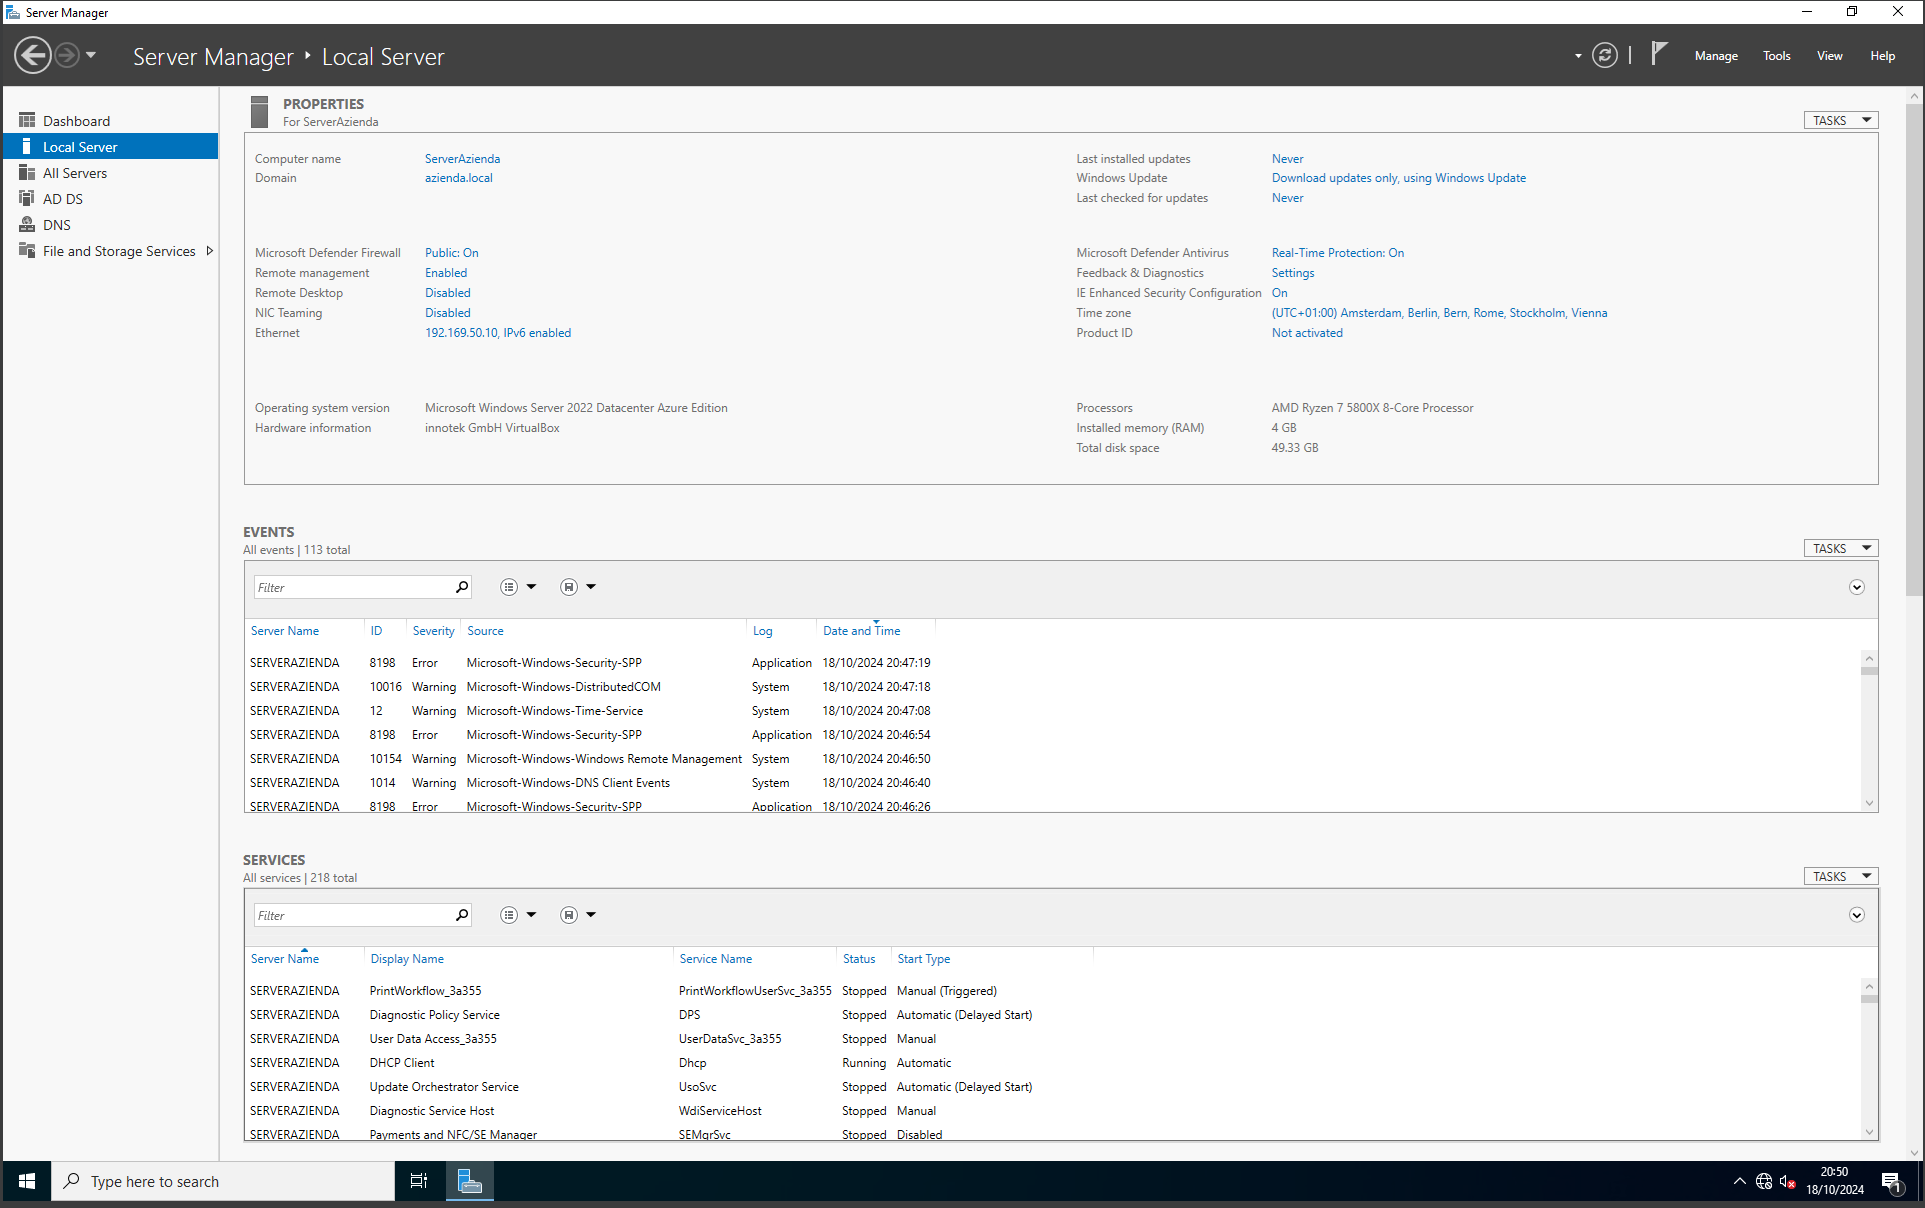 Server Manager
Server Manager ‣ Local Server
Manage Tools View Help
Dashboard
Local Server
All Servers
AD DS
DNS
File and Storage Services
PROPERTIES
For ServerAzienda
TASKS
Computer name ServerAzienda
Domain azienda.local
Last installed updates Never
Windows Update Download updates only, using Windows Update
Last checked for updates Never
Microsoft Defender Firewall Public: On
Remote management Enabled
Remote Desktop Disabled
NIC Teaming Disabled
Ethernet 192.169.50.10, IPv6 enabled
Microsoft Defender Antivirus Real-Time Protection: On
Feedback & Diagnostics Settings
IE Enhanced Security Configuration On
Time zone (UTC+01:00) Amsterdam, Berlin, Bern, Rome, Stockholm, Vienna
Product ID Not activated
Operating system version Microsoft Windows Server 2022 Datacenter Azure Edition
Hardware information innotek GmbH VirtualBox
Processors AMD Ryzen 7 5800X 8-Core Processor
Installed memory (RAM) 4 GB
Total disk space 49.33 GB
EVENTS
All events | 113 total
TASKS
Filter
Server Name ID Severity Source Log Date and Time
SERVERAZIENDA 8198 Error Microsoft-Windows-Security-SPP Application 18/10/2024 20:47:19
SERVERAZIENDA 10016 Warning Microsoft-Windows-DistributedCOM System 18/10/2024 20:47:18
SERVERAZIENDA 12 Warning Microsoft-Windows-Time-Service System 18/10/2024 20:47:08
SERVERAZIENDA 8198 Error Microsoft-Windows-Security-SPP Application 18/10/2024 20:46:54
SERVERAZIENDA 10154 Warning Microsoft-Windows-Windows Remote Management System 18/10/2024 20:46:50
SERVERAZIENDA 1014 Warning Microsoft-Windows-DNS Client Events System 18/10/2024 20:46:40
SERVERAZIENDA 8198 Error Microsoft-Windows-Security-SPP Application 18/10/2024 20:46:26
SERVICES
All services | 218 total
TASKS
Filter
Server Name Display Name Service Name Status Start Type
SERVERAZIENDA PrintWorkflow_3a355 PrintWorkflowUserSvc_3a355 Stopped Manual (Triggered)
SERVERAZIENDA Diagnostic Policy Service DPS Stopped Automatic (Delayed Start)
SERVERAZIENDA User Data Access_3a355 UserDataSvc_3a355 Stopped Manual
SERVERAZIENDA DHCP Client Dhcp Running Automatic
SERVERAZIENDA Update Orchestrator Service UsoSvc Stopped Automatic (Delayed Start)
SERVERAZIENDA Diagnostic Service Host WdiServiceHost Stopped Manual
SERVERAZIENDA Payments and NFC/SE Manager SEMgrSvc Stopped Disabled
Type here to search
20:50
18/10/2024
1